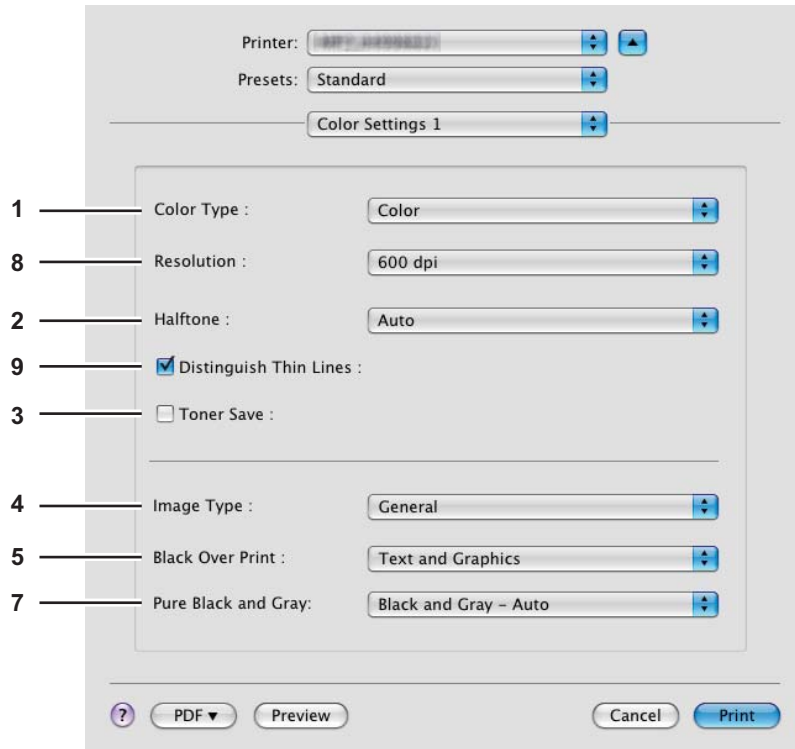 Printer:
Presets: Standard
Color Settings 1
1 Color Type : Color
8 Resolution : 600 dpi
2 Halftone : Auto
9 Distinguish Thin Lines :
3 Toner Save :
4 Image Type : General
5 Black Over Print : Text and Graphics
7 Pure Black and Gray: Black and Gray – Auto
? PDF ▼ Preview Cancel Print